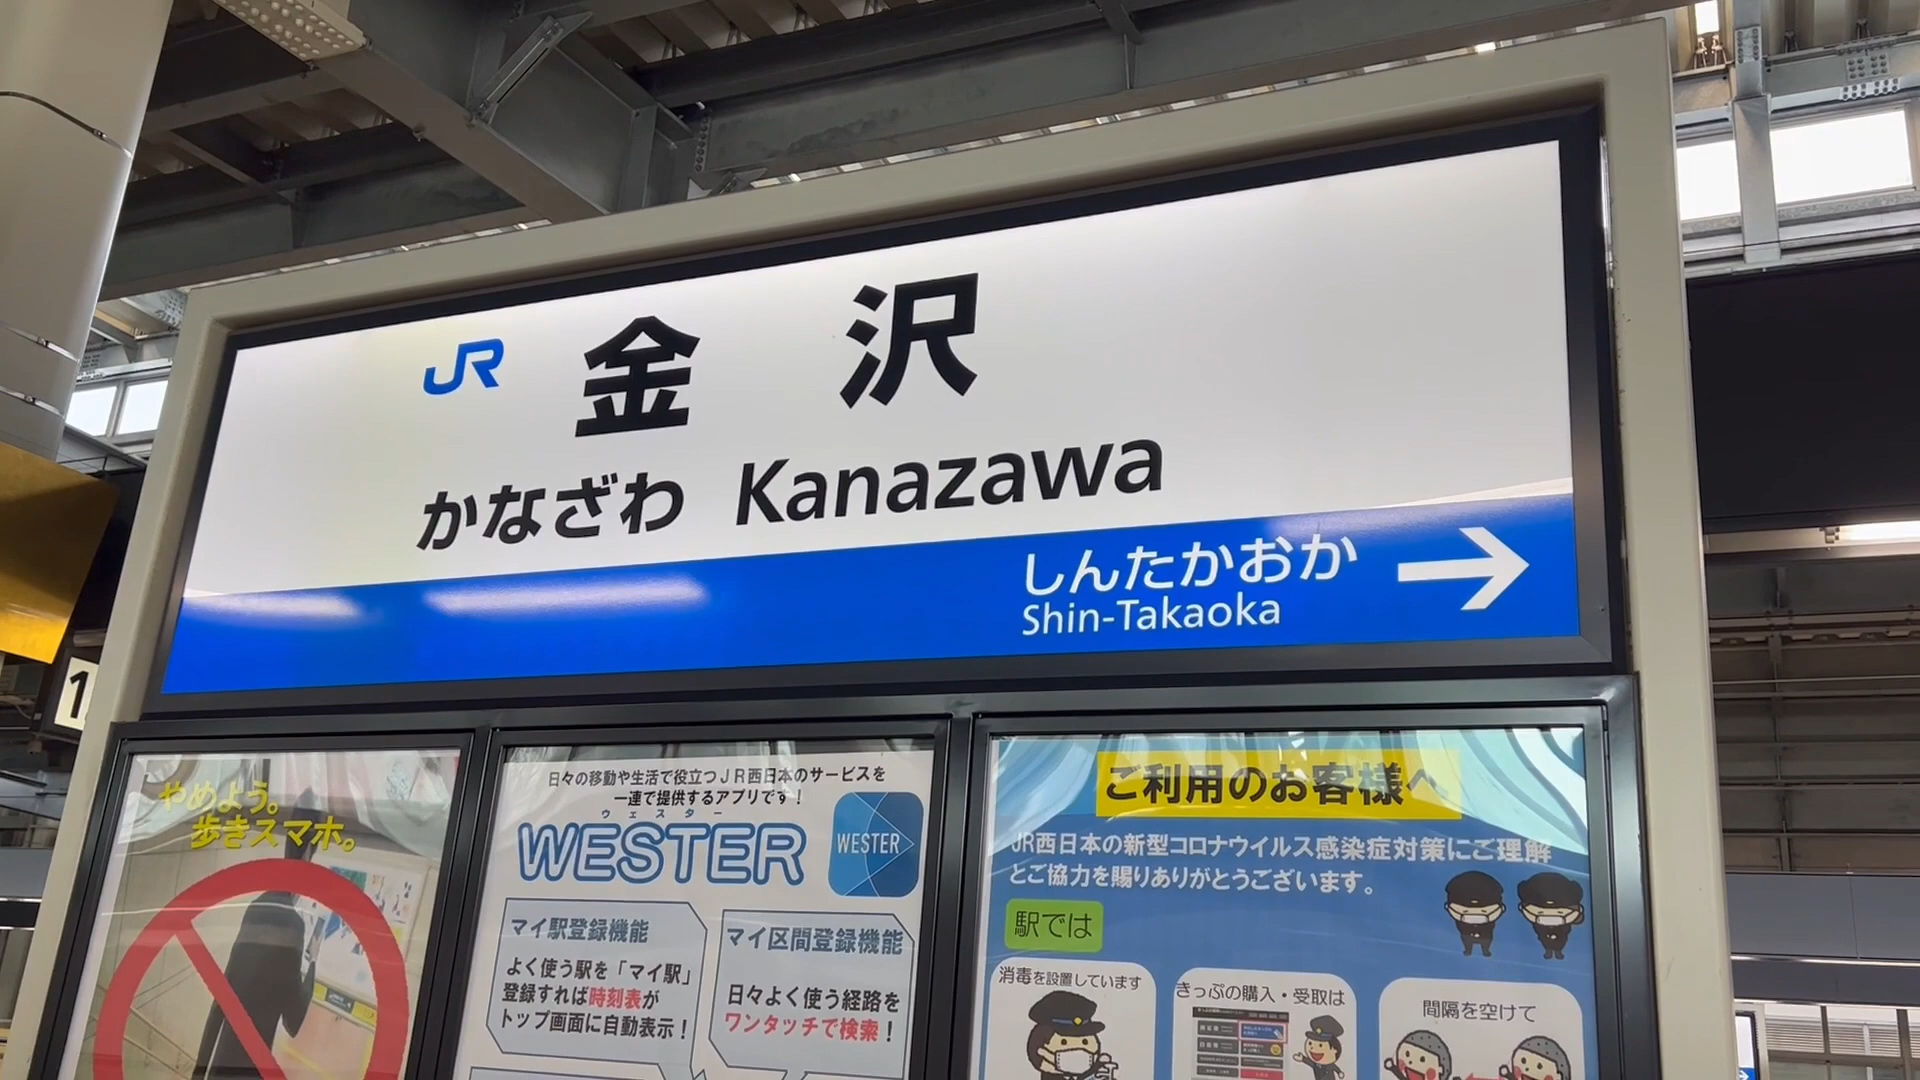 JR 金沢
かなざわ Kanazawa
しんたかおか →
Shin-Takaoka
1
やめよう。
歩きスマホ。
日々の移動や生活で役立つJR西日本のサービスを
一連で提供するアプリです！
ウェスター
WESTER
WESTER
マイ駅登録機能
よく使う駅を「マイ駅」
登録すれば時刻表が
トップ画面に自動表示！
マイ区間登録機能
日々よく使う経路を
ワンタッチで検索！
ご利用のお客様へ
JR西日本の新型コロナウイルス感染症対策にご理解
とご協力を賜りありがとうございます。
駅では
消毒を設置しています
きっぷの購入・受取は
間隔を空けて